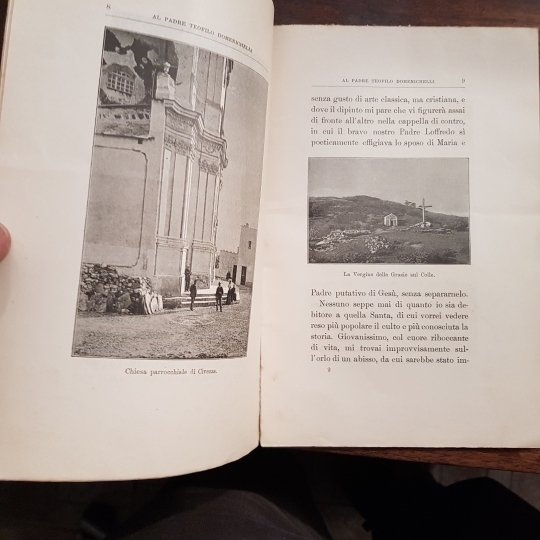 8
AL PADRE TEOFILO DOMENICHELLI
Chiesa parrocchiale di Circus.
AL PADRE TEOFILO DOMENICHELLI 9
senza gusto di arte classica, ma cristiana, e
dove il dipinto mi pare che vi figurerà assai
di fronte all'altro nella cappella di contro,
in cui il bravo nostro Padre Loffredo sì
poeticamente effigiava lo sposo di Maria e
La Vergine delle Grazie sul Colle.
Padre putativo di Gesù, senza separarnelo.
Nessuno seppe mai di quanto io sia
debitore a quella Santa, di cui vorrei vedere
reso più popolare il culto e più conosciuta la
storia. Giovanissimo, col cuore riboccante
di vita, mi trovai improvvisamente sul-
l'orlo di un abisso, da cui sarebbe stato im-
2